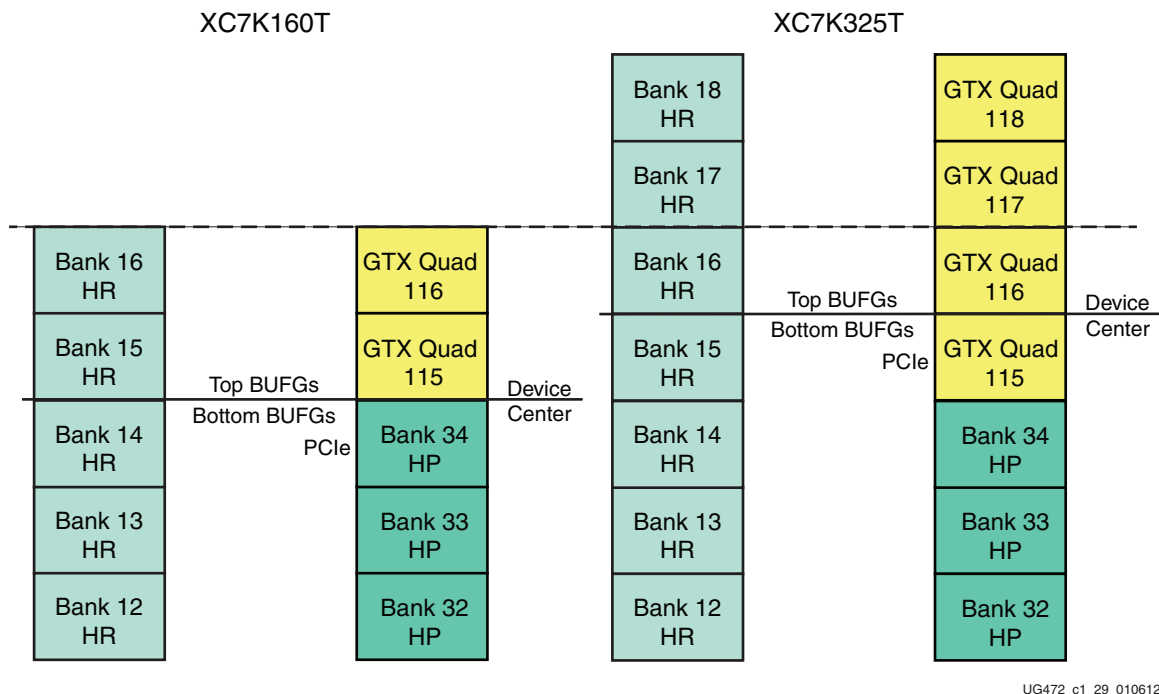 XC7K160T
XC7K325T
Bank 18
HR
GTX Quad
118
Bank 17
HR
GTX Quad
117
Bank 16
HR
GTX Quad
116
Bank 16
HR
GTX Quad
116
Top BUFGs
Device
Bottom BUFGs
Center
PCIe
Bank 15
HR
GTX Quad
115
Bank 15
HR
GTX Quad
115
Top BUFGs
Device
Bottom BUFGs
Center
PCIe
Bank 14
HR
Bank 34
HP
Bank 14
HR
Bank 34
HP
Bank 13
HR
Bank 33
HP
Bank 13
HR
Bank 33
HP
Bank 12
HR
Bank 32
HP
Bank 12
HR
Bank 32
HP
UG472_c1_29_010612